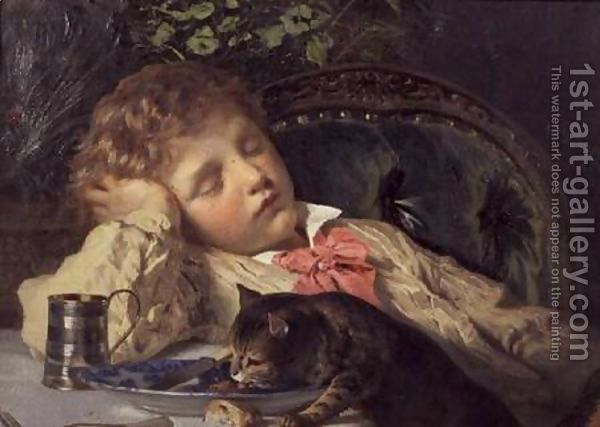 1st-art-gallery.com
This watermark does not appear on the painting